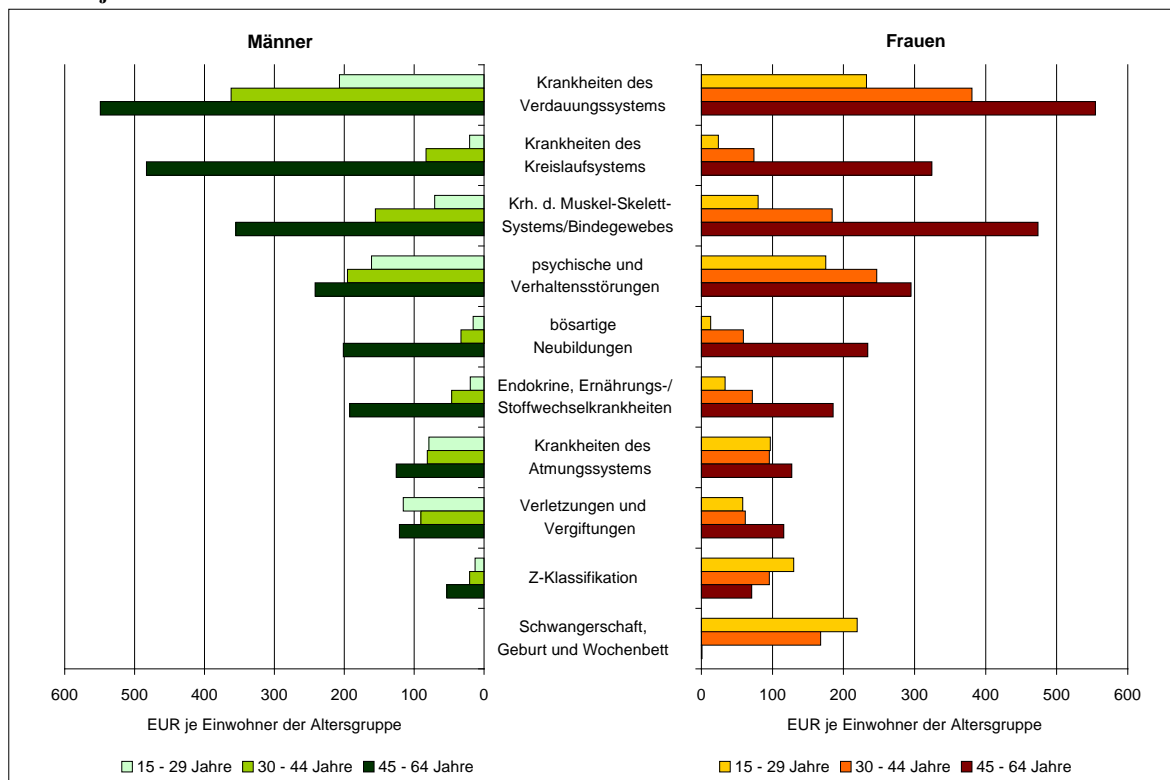 Männer
Frauen
Krankheiten des
Verdauungssystems
Krankheiten des
Kreislaufsystems
Krh. d. Muskel-Skelett-
Systems/Bindegewebes
psychische und
Verhaltensstörungen
bösartige
Neubildungen
Endokrine, Ernährungs-/
Stoffwechselkrankheiten
Krankheiten des
Atmungssystems
Verletzungen und
Vergiftungen
Z-Klassifikation
Schwangerschaft,
Geburt und Wochenbett
600 500 400 300 200 100 0
0 100 200 300 400 500 600
EUR je Einwohner der Altersgruppe
EUR je Einwohner der Altersgruppe
15 - 29 Jahre 30 - 44 Jahre 45 - 64 Jahre
15 - 29 Jahre 30 - 44 Jahre 45 - 64 Jahre